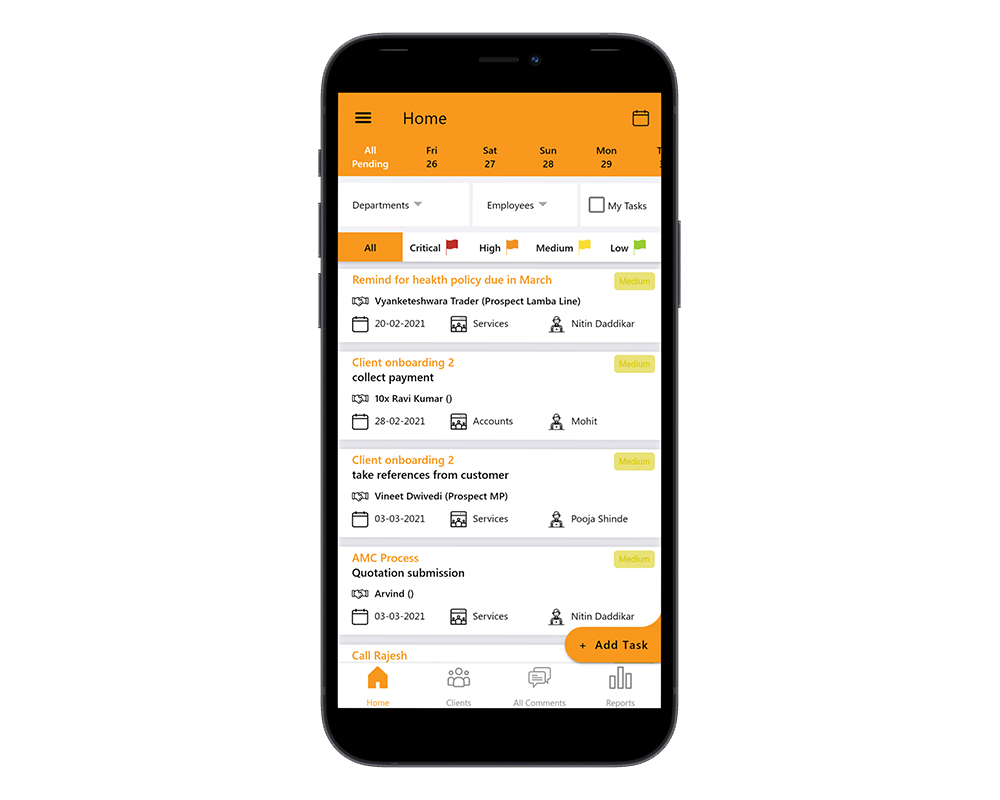 Home
All Fri Sat Sun Mon
Pending 26 27 28 29
Departments Employees My Tasks
All Critical High Medium Low
Remind for heakth policy due in March Medium
Vyanketeshwara Trader (Prospect Lamba Line)
20-02-2021 Services Nitin Daddikar
Client onboarding 2 Medium
collect payment
10x Ravi Kumar ()
28-02-2021 Accounts Mohit
Client onboarding 2 Medium
take references from customer
Vineet Dwivedi (Prospect MP)
03-03-2021 Services Pooja Shinde
AMC Process Medium
Quotation submission
Arvind ()
03-03-2021 Services Nitin Daddikar
+ Add Task
Call Rajesh
Home Clients All Comments Reports